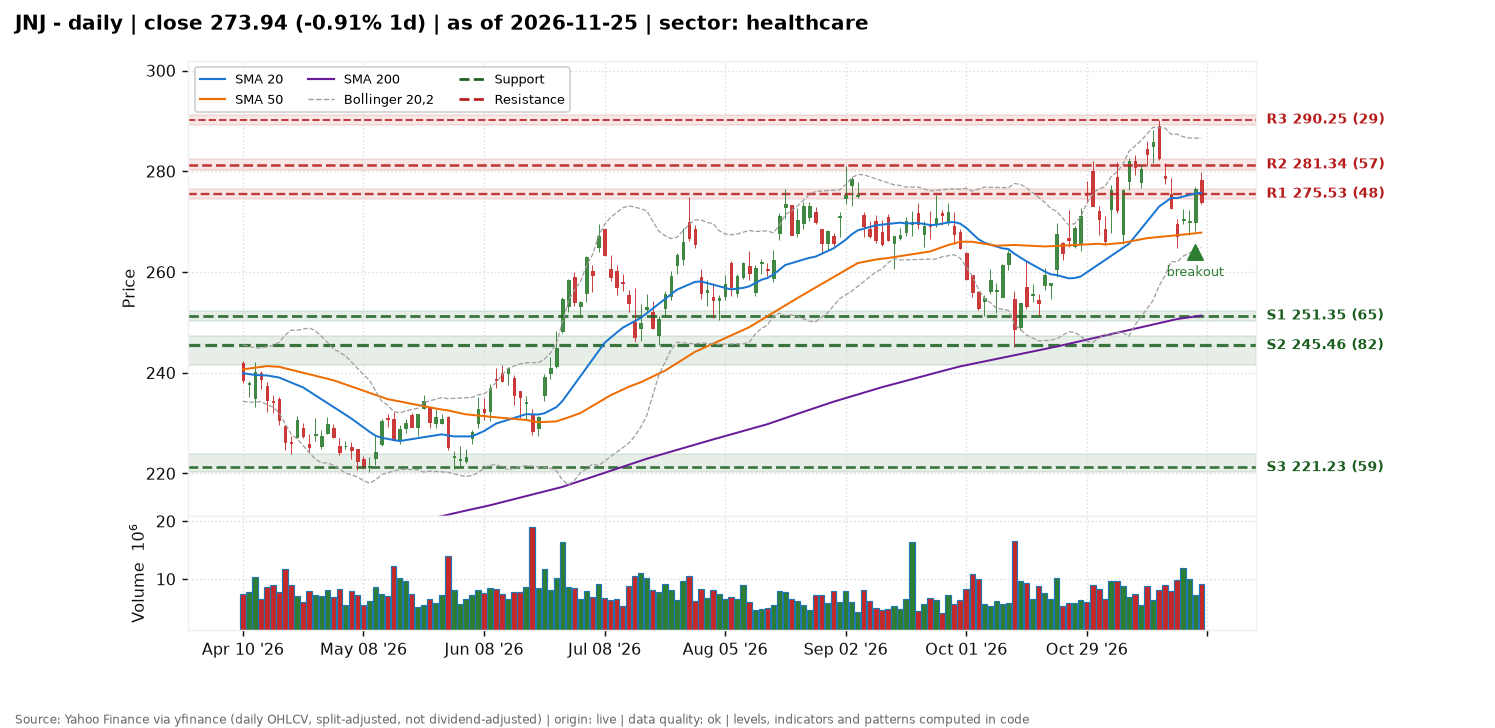 JNJ - daily | close 273.94 (-0.91% 1d) | as of 2026-11-25 | sector: healthcare
SMA 20
SMA 50
SMA 200
Bollinger 20,2
Support
Resistance
300
280
260
240
220
Price
R3 290.25 (29)
R2 281.34 (57)
R1 275.53 (48)
breakout
S1 251.35 (65)
S2 245.46 (82)
S3 221.23 (59)
20
10
Volume 10⁶
Apr 10 '26 May 08 '26 Jun 08 '26 Jul 08 '26 Aug 05 '26 Sep 02 '26 Oct 01 '26 Oct 29 '26
Source: Yahoo Finance via yfinance (daily OHLCV, split-adjusted, not dividend-adjusted) | origin: live | data quality: ok | levels, indicators and patterns computed in code